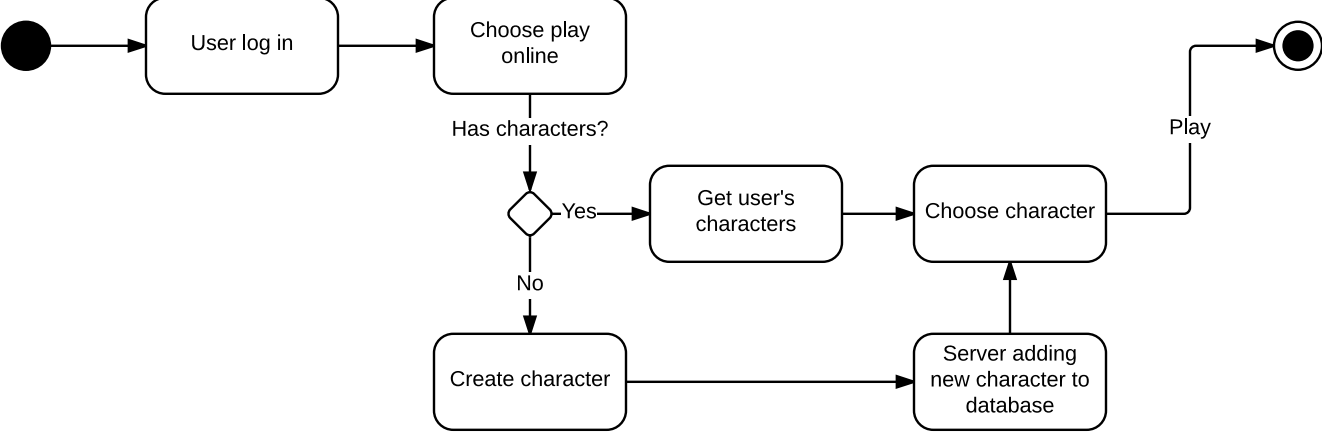 User log in
Choose play
online
Has characters?
Play
Yes
Get user's
characters
Choose character
No
Create character
Server adding
new character to
database